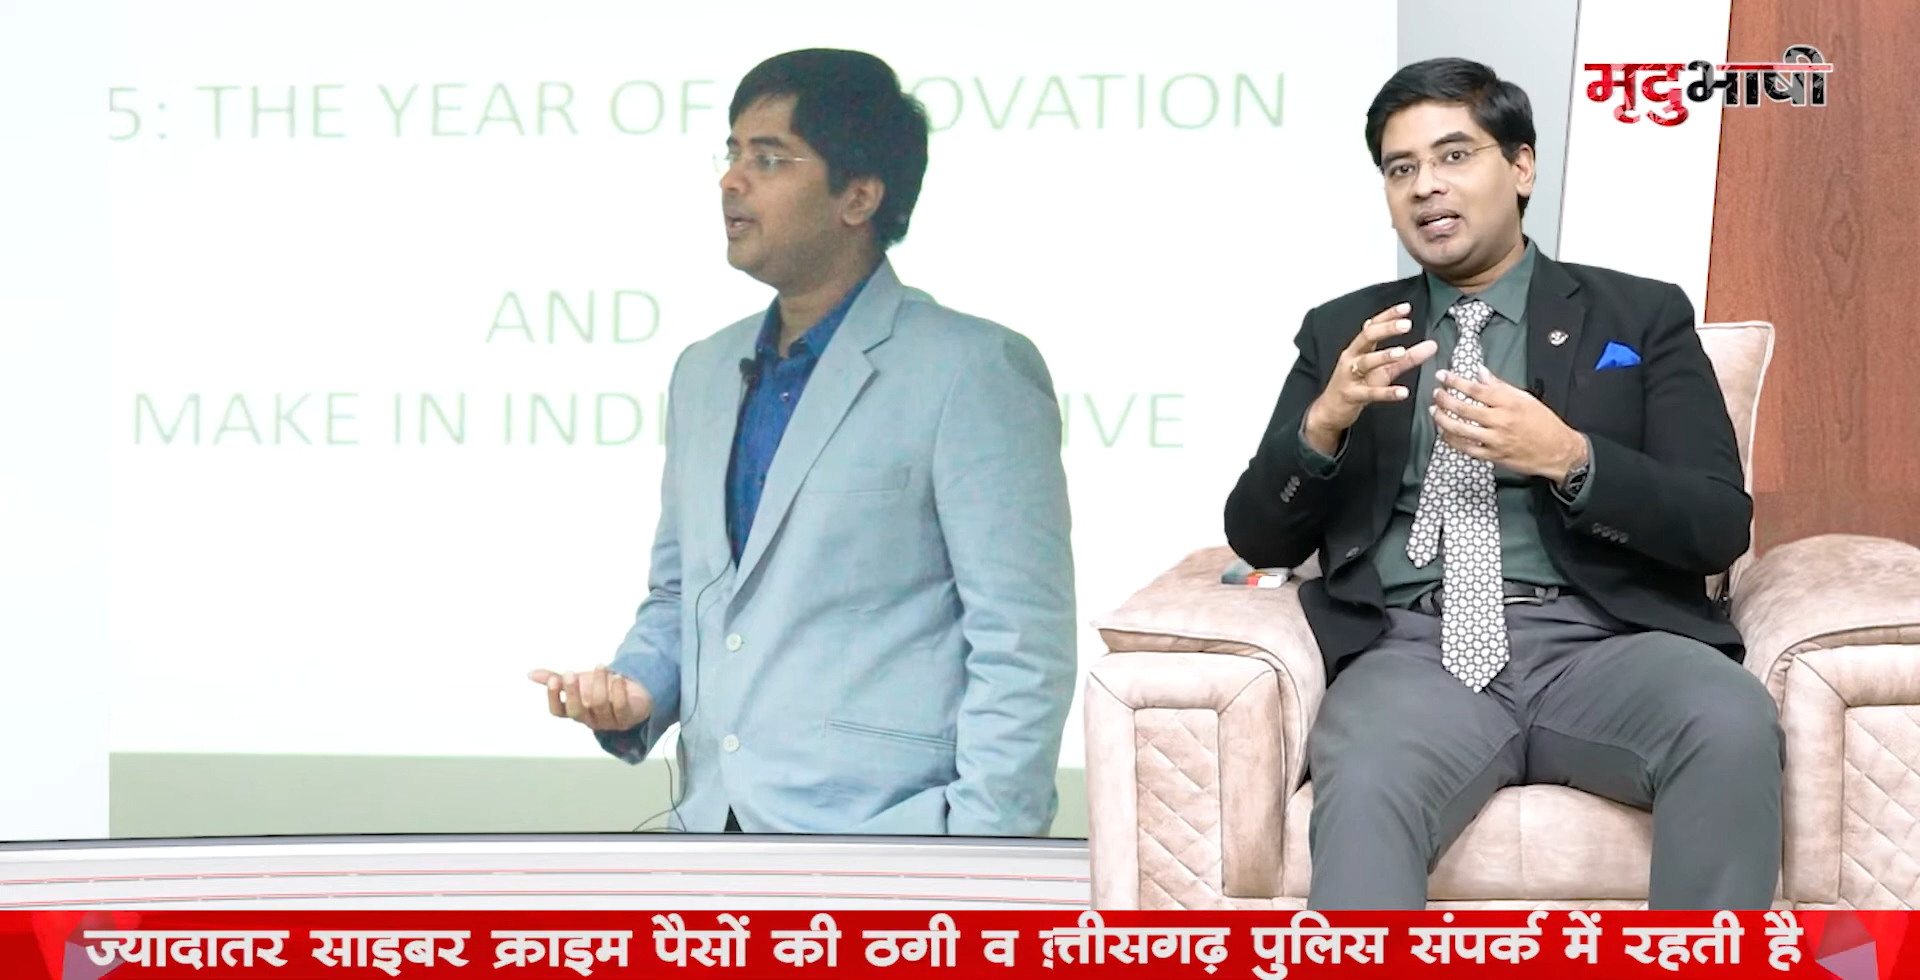 5: THE YEAR OF OVATION
AND
MAKE IN INDI IVE
मृदुभाषी
ज्यादातर साइबर क्राइम पैसों की ठगी व त्तीसगढ़ पुलिस संपर्क में रहती है